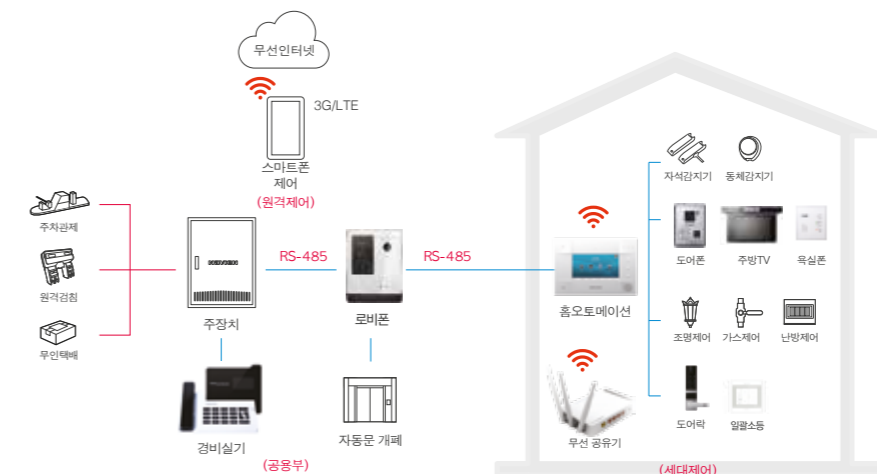 무선인터넷
3G/LTE
스마트폰
제어
(원격제어)
자석감지기 동체감지기
주차관제
RS-485
RS-485
도어폰 주방TV 욕실폰
원격검침
주장치
로비폰
홈오토메이션
조명제어 가스제어 난방제어
무인택배
경비실기
자동문 개폐
무선 공유기
도어락 일괄소등
(공용부)
(세대제어)